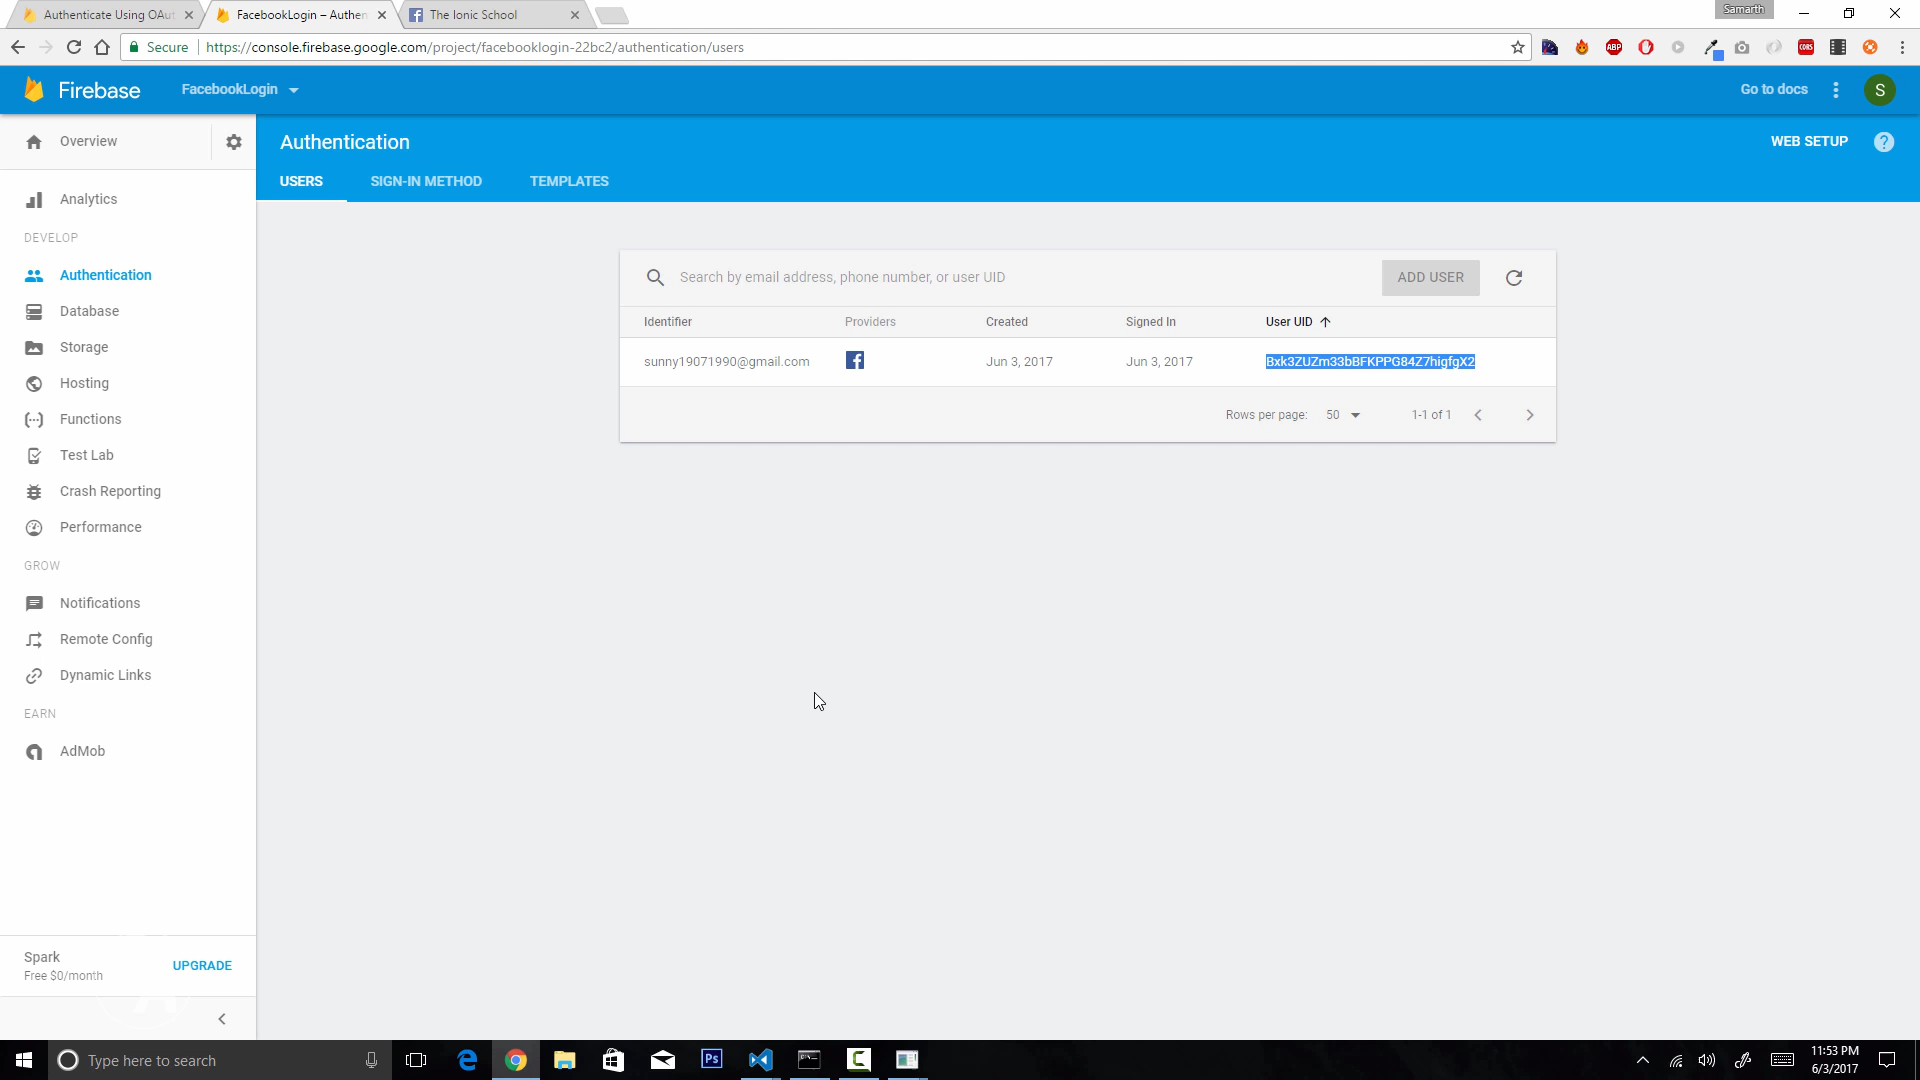 Authenticate Using OAut
FacebookLogin – Authen
The Ionic School
Samarth
Secure
https://console.firebase.google.com/project/facebooklogin-22bc2/authentication/users
ABP
CORS
Firebase
FacebookLogin
Go to docs
S
Overview
Authentication
WEB SETUP
?
USERS
SIGN-IN METHOD
TEMPLATES
Analytics
DEVELOP
Authentication
Database
Storage
Hosting
Functions
Test Lab
Crash Reporting
Performance
GROW
Notifications
Remote Config
Dynamic Links
EARN
AdMob
Search by email address, phone number, or user UID
ADD USER
Identifier
Providers
Created
Signed In
User UID
sunny19071990@gmail.com
Jun 3, 2017
Jun 3, 2017
Bxk3ZUZm33bBFKPPG84Z7higfgX2
Rows per page:
50
1-1 of 1
Spark
Free $0/month
UPGRADE
Type here to search
Ps
11:53 PM
6/3/2017